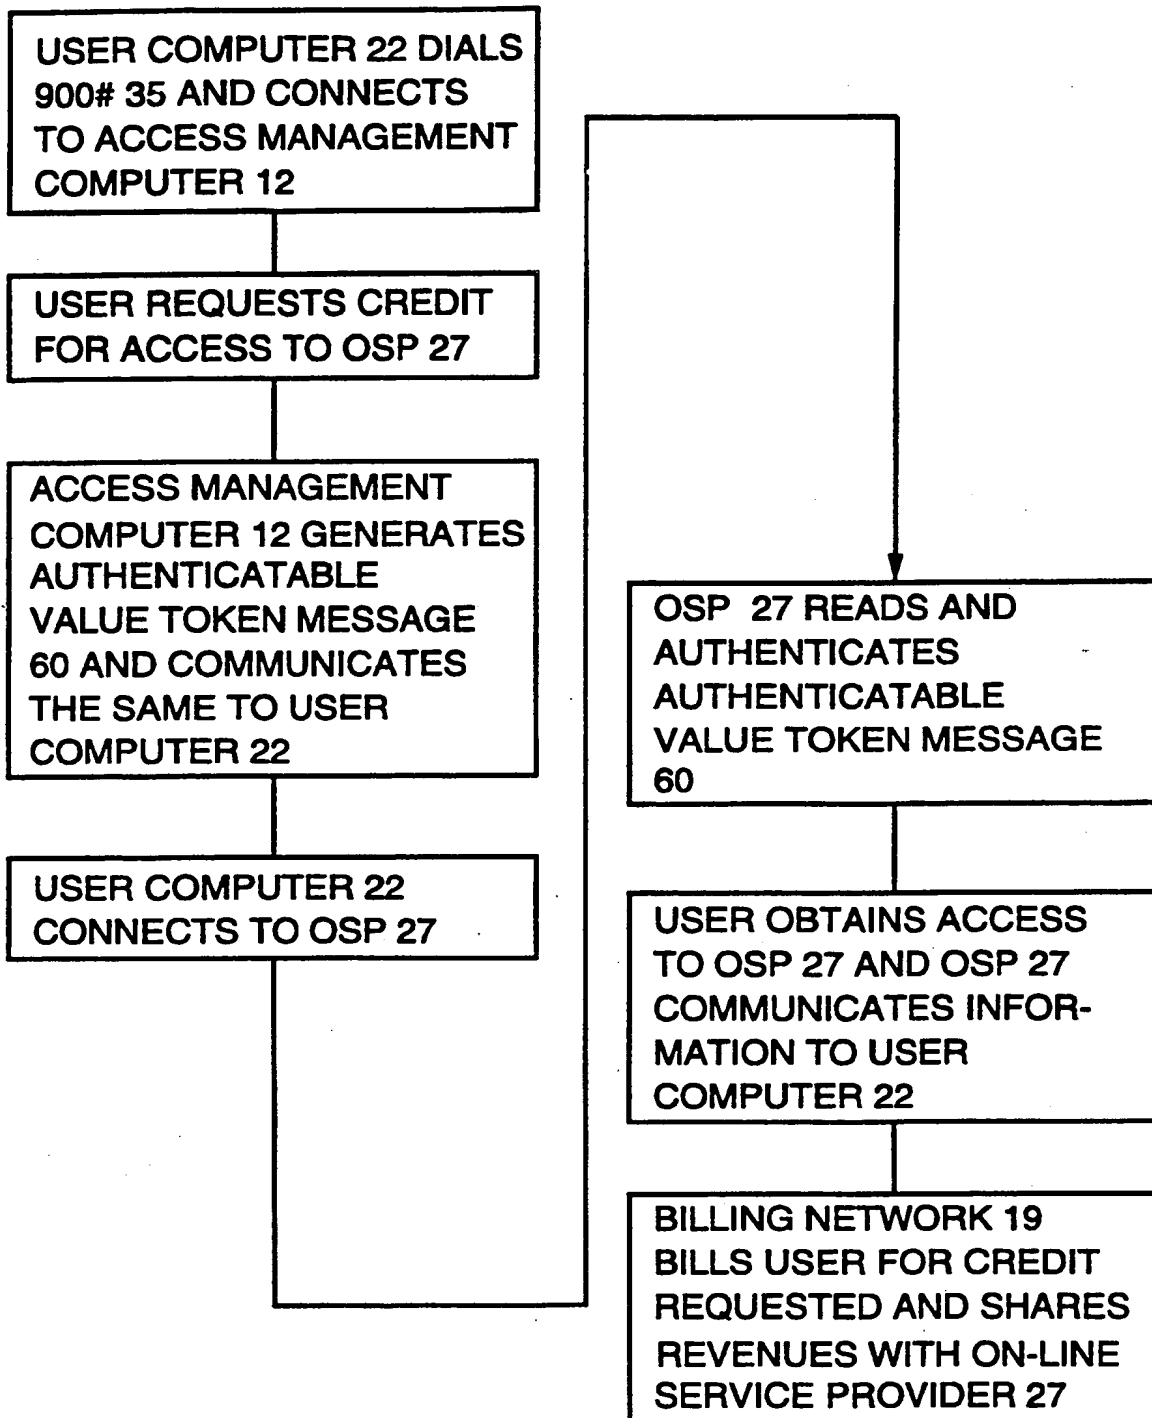 USER COMPUTER 22 DIALS
900# 35 AND CONNECTS
TO ACCESS MANAGEMENT
COMPUTER 12
USER REQUESTS CREDIT
FOR ACCESS TO OSP 27
ACCESS MANAGEMENT
COMPUTER 12 GENERATES
AUTHENTICATABLE
VALUE TOKEN MESSAGE
60 AND COMMUNICATES
THE SAME TO USER
COMPUTER 22
USER COMPUTER 22
CONNECTS TO OSP 27
OSP 27 READS AND
AUTHENTICATES
AUTHENTICATABLE
VALUE TOKEN MESSAGE
60
USER OBTAINS ACCESS
TO OSP 27 AND OSP 27
COMMUNICATES INFOR-
MATION TO USER
COMPUTER 22
BILLING NETWORK 19
BILLS USER FOR CREDIT
REQUESTED AND SHARES
REVENUES WITH ON-LINE
SERVICE PROVIDER 27